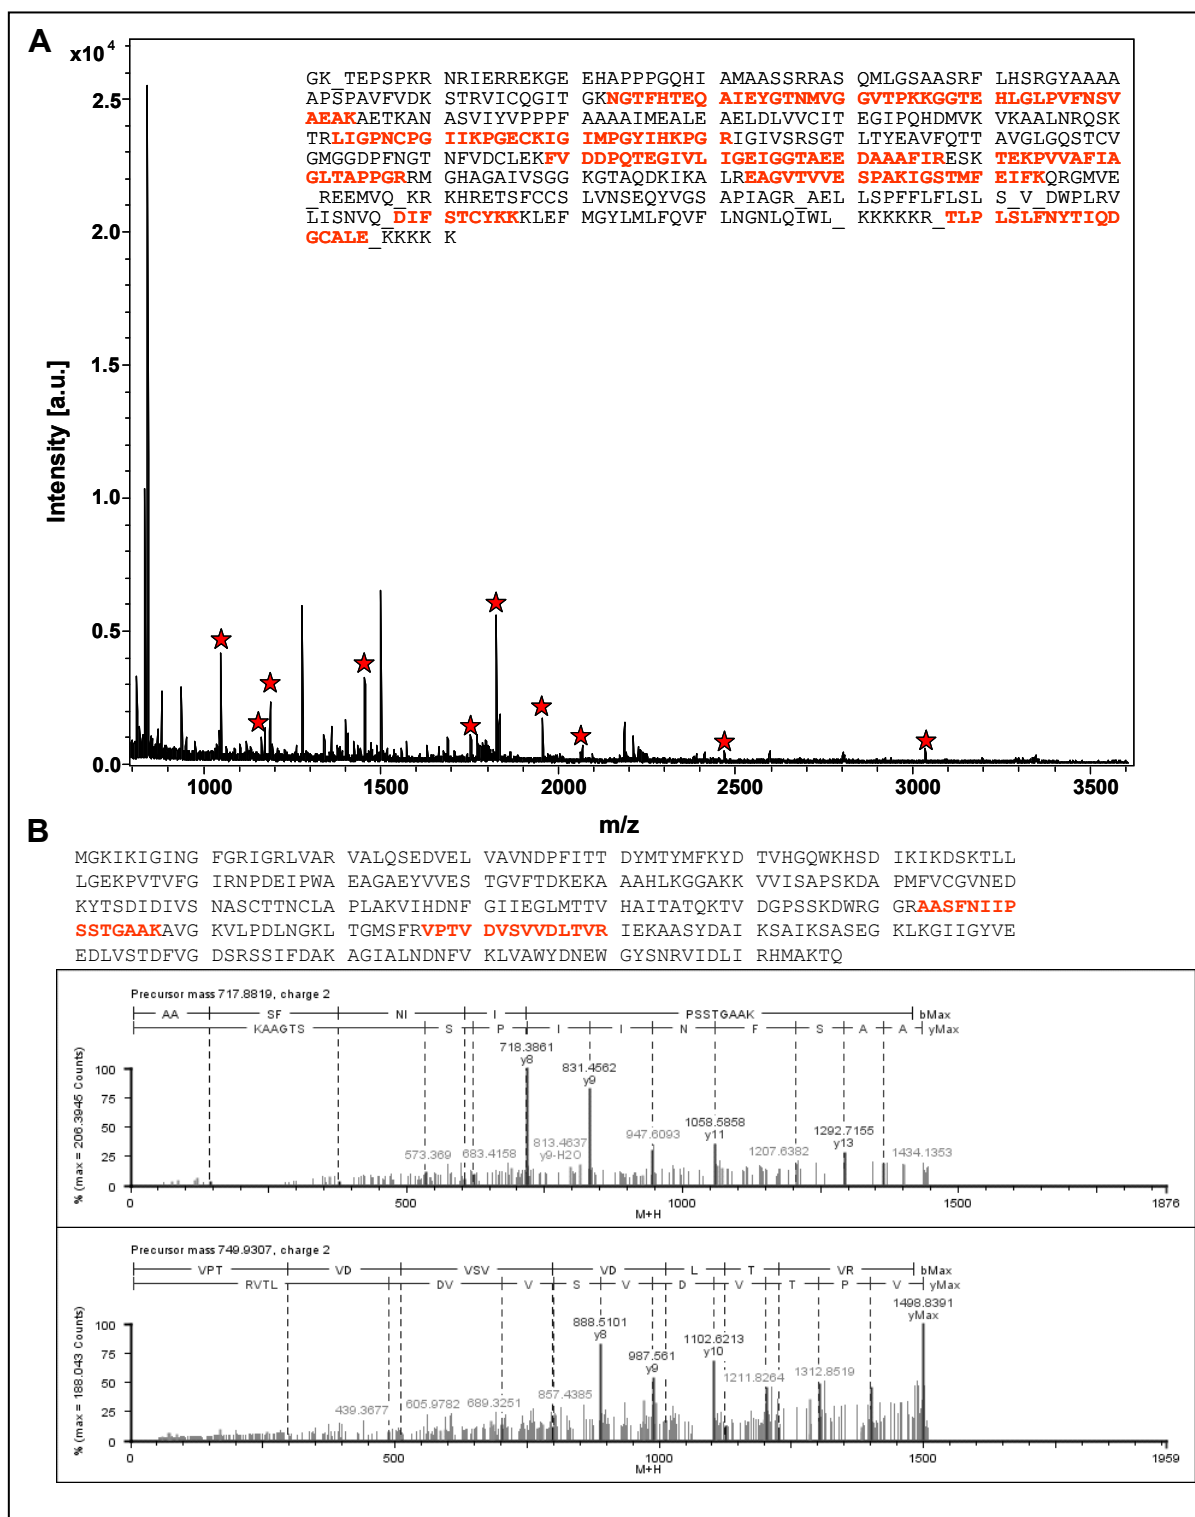 A
x10⁴
GK_TEPSPKR NRIERREKGE EHAPPPGQHI AMAASSRRAS QMLGSAASRF LHSRGYAAAA
APSPAVFVDK STRVICQGIT GKNGTFHTEQ AIEYGTNMVG GVTPKKGGTE HLGLPVFNSV
AEAKAETKAN ASVIYVPPPF AAAAIMEALE AELDLVVCIT EGIPQHDMVK VKAALNRQSK
TRLIGPNCPG IIKPGECKIG IMPGYIHKPG RIGIVSRSGT LTYEAVFQTT AVGLGQSTCV
GMGGDPFNGT NFVDCLEKFV DDPQTEGIVL IGEIGGTAEE DAAAFIRESK TEKPVVAFIA
GLTAPPGRRM GHAGAIVSGG KGTAQDKIKA LREAGVTVVE SPAKIGSTMF EIFKQRGMVE
_REEMVQ_KR KHRETSFCCS LVNSEQYVGS APIAGR_AEL LSPFFLFLSL S_V_DWPLRV
LISNVQ_DIF STCYKKKLEF MGYLMLFQVF LNGNLQIWL_ KKKKKR_TLP LSLFNYTIQD
GCALE_KKKK K
2.5
2.0
1.5
1.0
0.5
0.0
Intensity [a.u.]
1000 1500 2000 2500 3000 3500
m/z
B
MGKIKIGING FGRIGRLVAR VALQSEDVEL VAVNDPFITT DYMTYMFKYD TVHGQWKHSD IKIKDSKTLL
LGEKPVTVFG IRNPDEIPWA EAGAEYVVES TGVFTDKEKA AAHLKGGAKK VVISAPSKDA PMFVCGVNED
KYTSDIDIVS NASCTTNCLA PLAKVIHDNF GIIEGLMTTV HAITATQKTV DGPSSKDWRG GRAASFNIIP
SSTGAAKAVG KVLPDLNGKL TGMSFRVPTV DVSVVDLTVR IEKAASYDAI KSAIKSASEG KLKGIIGYVE
EDLVSTDFVG DSRSSIFDAK AGIALNDNFV KLVAWYDNEW GYSNRVIDLI RHMAKTQ
Precursor mass 717.8819, charge 2
AA SF NI I PSSTGAAK bMax
KAAGTS S P I I N F S A A yMax
718.3861
y8
831.4562
y9
813.4637
y9-H2O
573.369
683.4158
947.6093
1058.5858
y11
1207.6382
1292.7155
y13
1434.1353
% (max = 206.3945 Counts)
100
75
50
25
0
0 500 1000 1500 1876
M+H
Precursor mass 749.9307, charge 2
VPT VD VSV VD L T VR bMax
RVTL DV V S V D V T P V yMax
1498.8391
yMax
888.5101
y8
987.561
y9
1102.6213
y10
439.3677
605.9782
689.3251
857.4385
1211.8264
1312.8519
% (max = 188.043 Counts)
100
75
50
25
0
0 500 1000 1500 1959
M+H